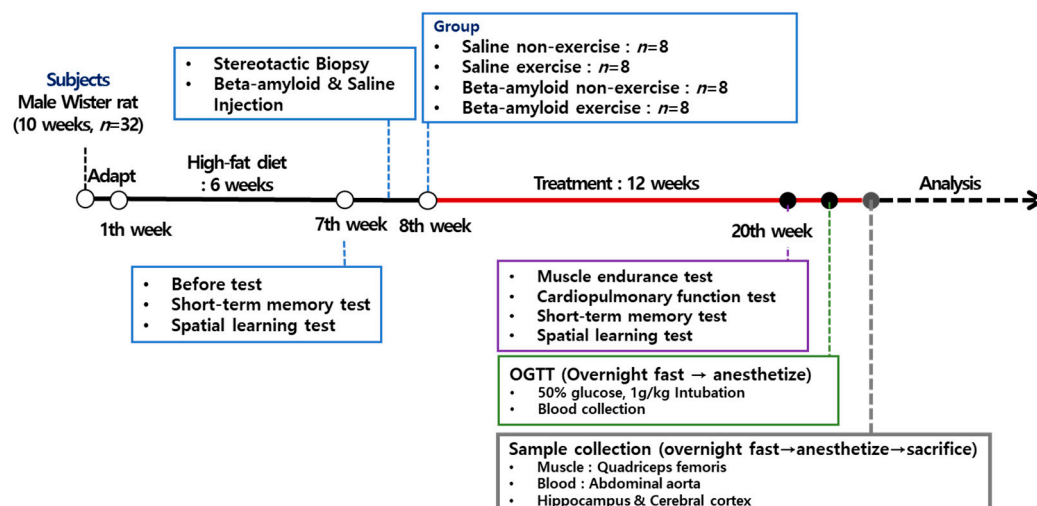 Subjects
Male Wister rat
(10 weeks, n=32)
• Stereotactic Biopsy
• Beta-amyloid & Saline
Injection
Group
• Saline non-exercise : n=8
• Saline exercise : n=8
• Beta-amyloid non-exercise : n=8
• Beta-amyloid exercise : n=8
Adapt
High-fat diet
: 6 weeks
Treatment : 12 weeks
Analysis
1th week
7th week
8th week
20th week
• Before test
• Short-term memory test
• Spatial learning test
• Muscle endurance test
• Cardiopulmonary function test
• Short-term memory test
• Spatial learning test
OGTT (Overnight fast → anesthetize)
• 50% glucose, 1g/kg Intubation
• Blood collection
Sample collection (overnight fast→anesthetize→sacrifice)
• Muscle : Quadriceps femoris
• Blood : Abdominal aorta
• Hippocampus & Cerebral cortex